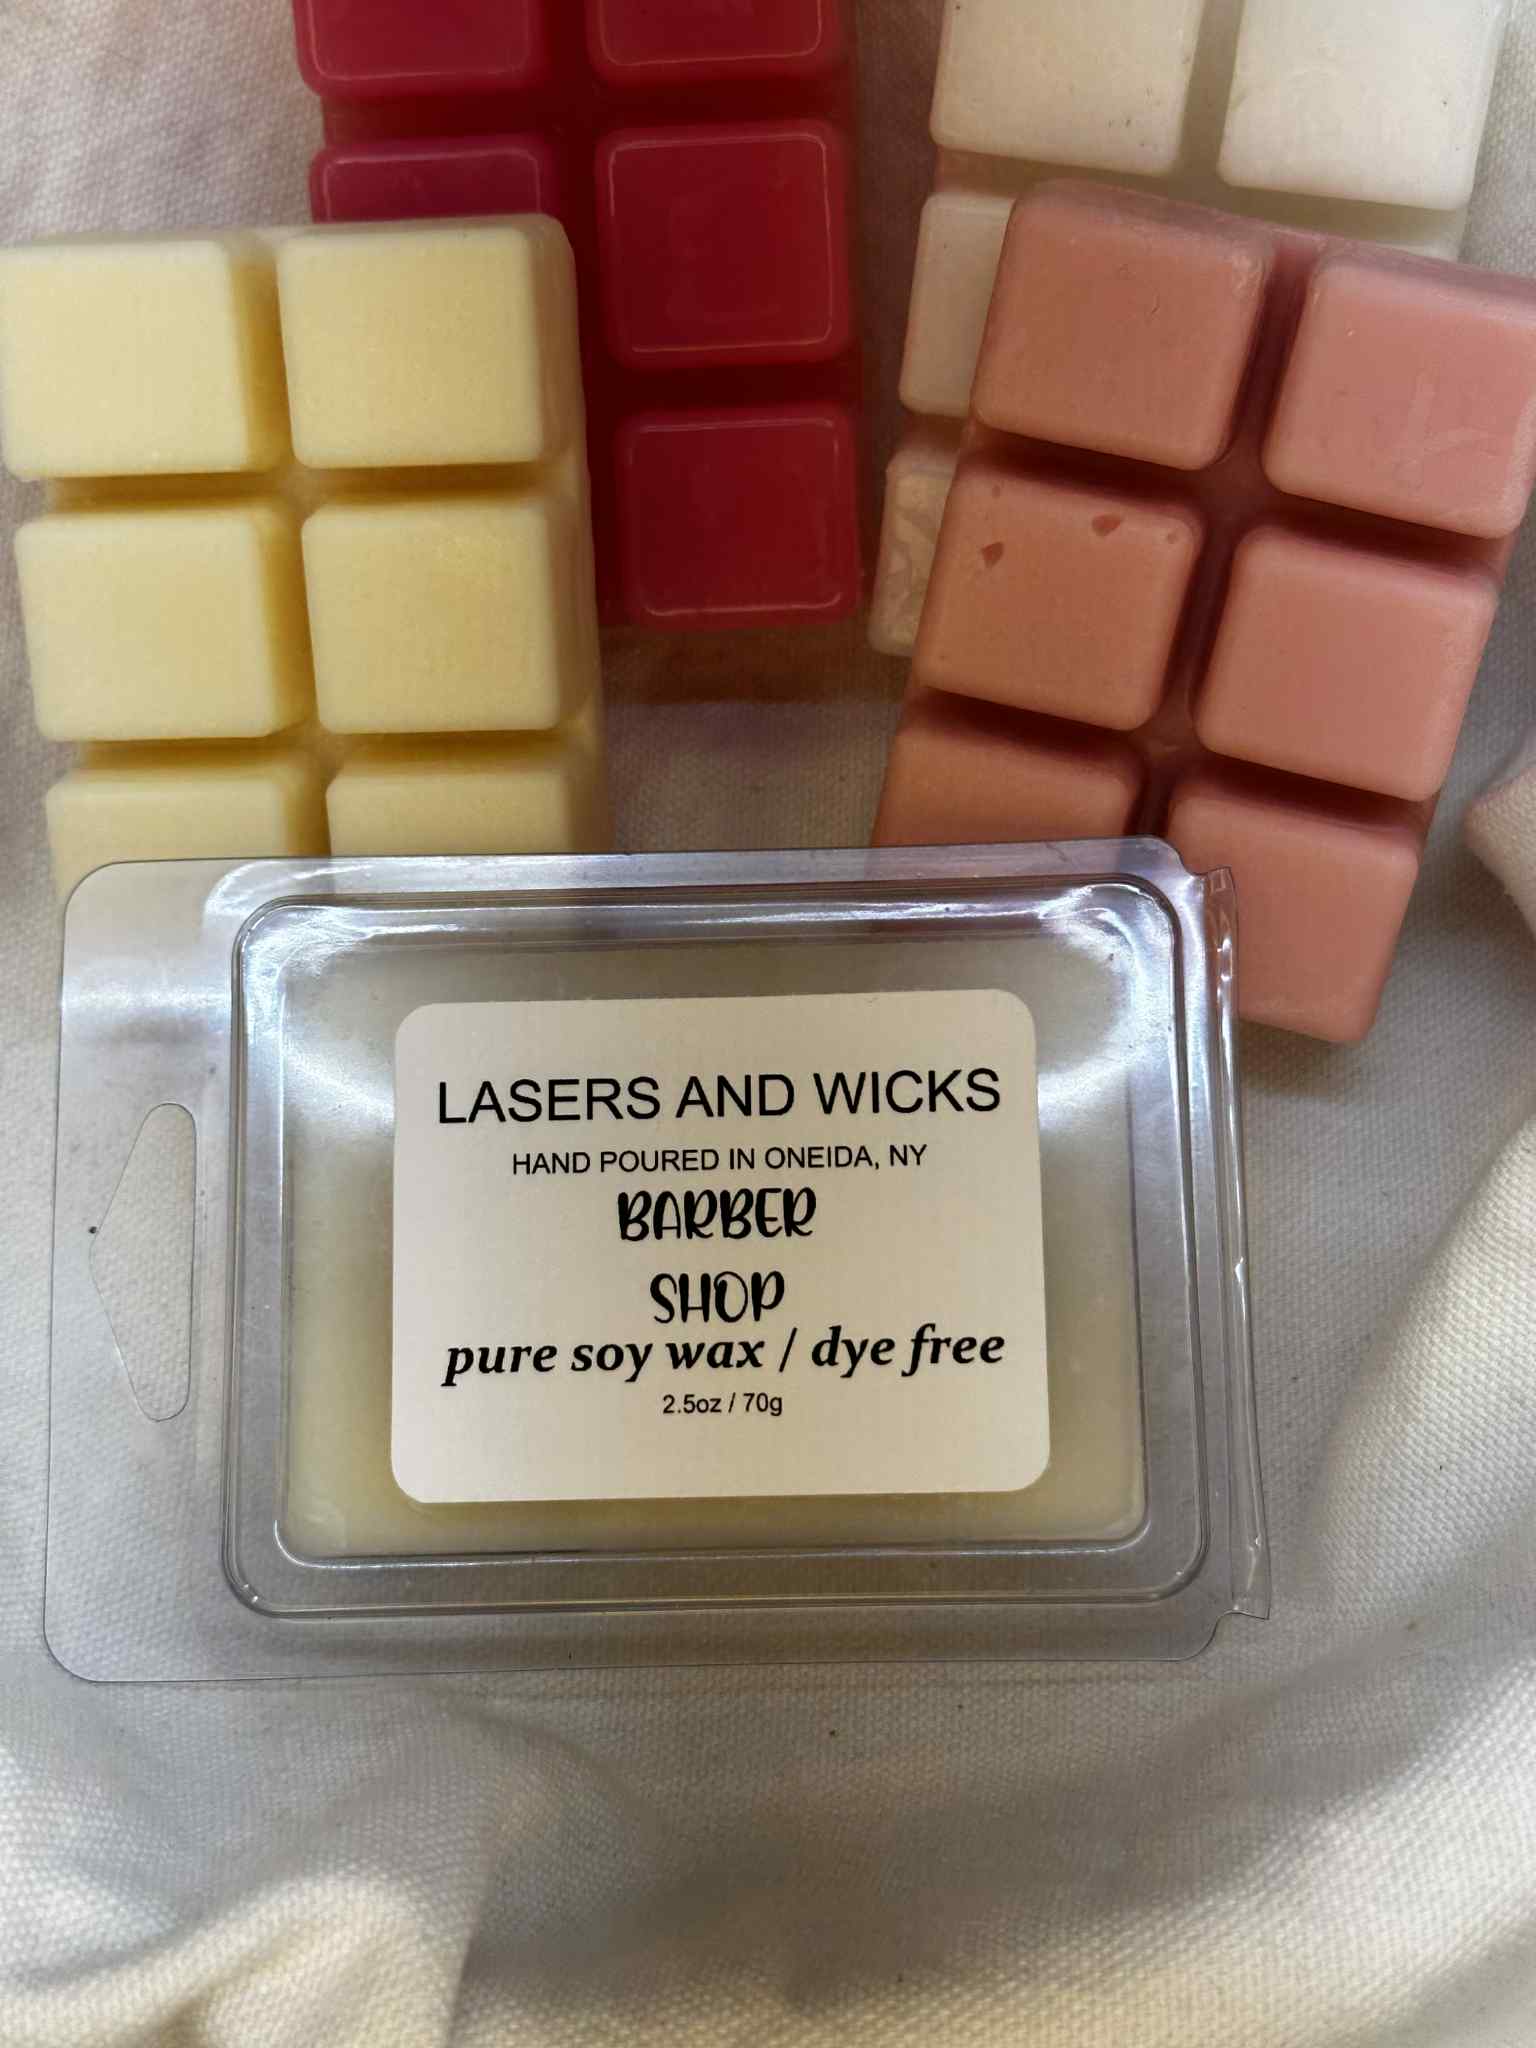 LASERS AND WICKS
HAND POURED IN ONEIDA, NY
BARBER
SHOP
pure soy wax / dye free
2.5oz / 70g